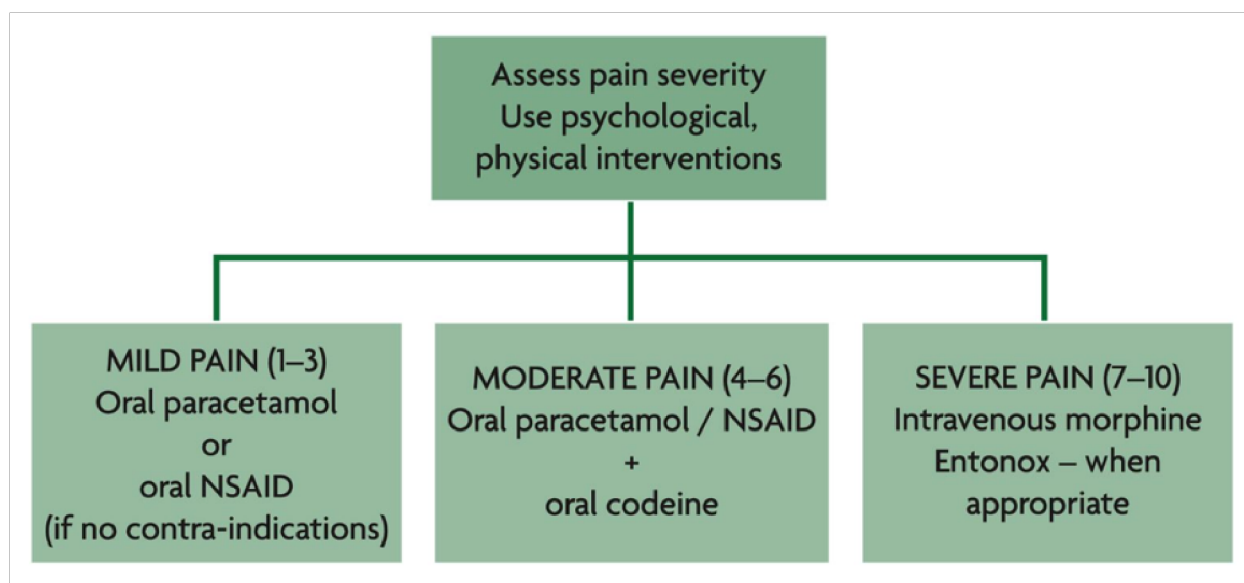 Assess pain severity
Use psychological,
physical interventions
MILD PAIN (1–3)
Oral paracetamol
or
oral NSAID
(if no contra-indications)
MODERATE PAIN (4–6)
Oral paracetamol / NSAID
+
oral codeine
SEVERE PAIN (7–10)
Intravenous morphine
Entonox – when
appropriate